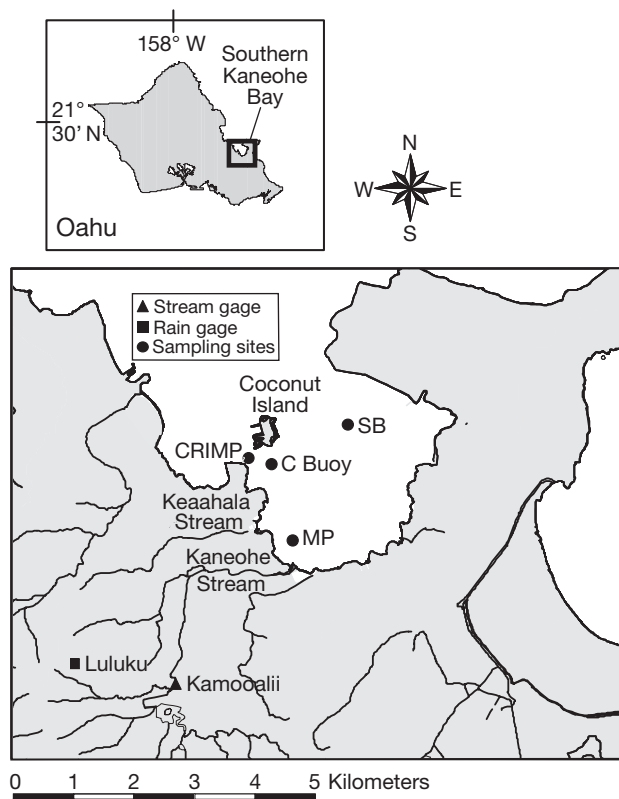 158° W
Southern
Kaneohe
Bay
21°
30’ N
Oahu
N
W E
S
Stream gage
Rain gage
Sampling sites
Coconut
Island
SB
CRIMP
C Buoy
Keaahala
Stream
MP
Kaneohe
Stream
Luluku
Kamooalii
0 1 2 3 4 5 Kilometers